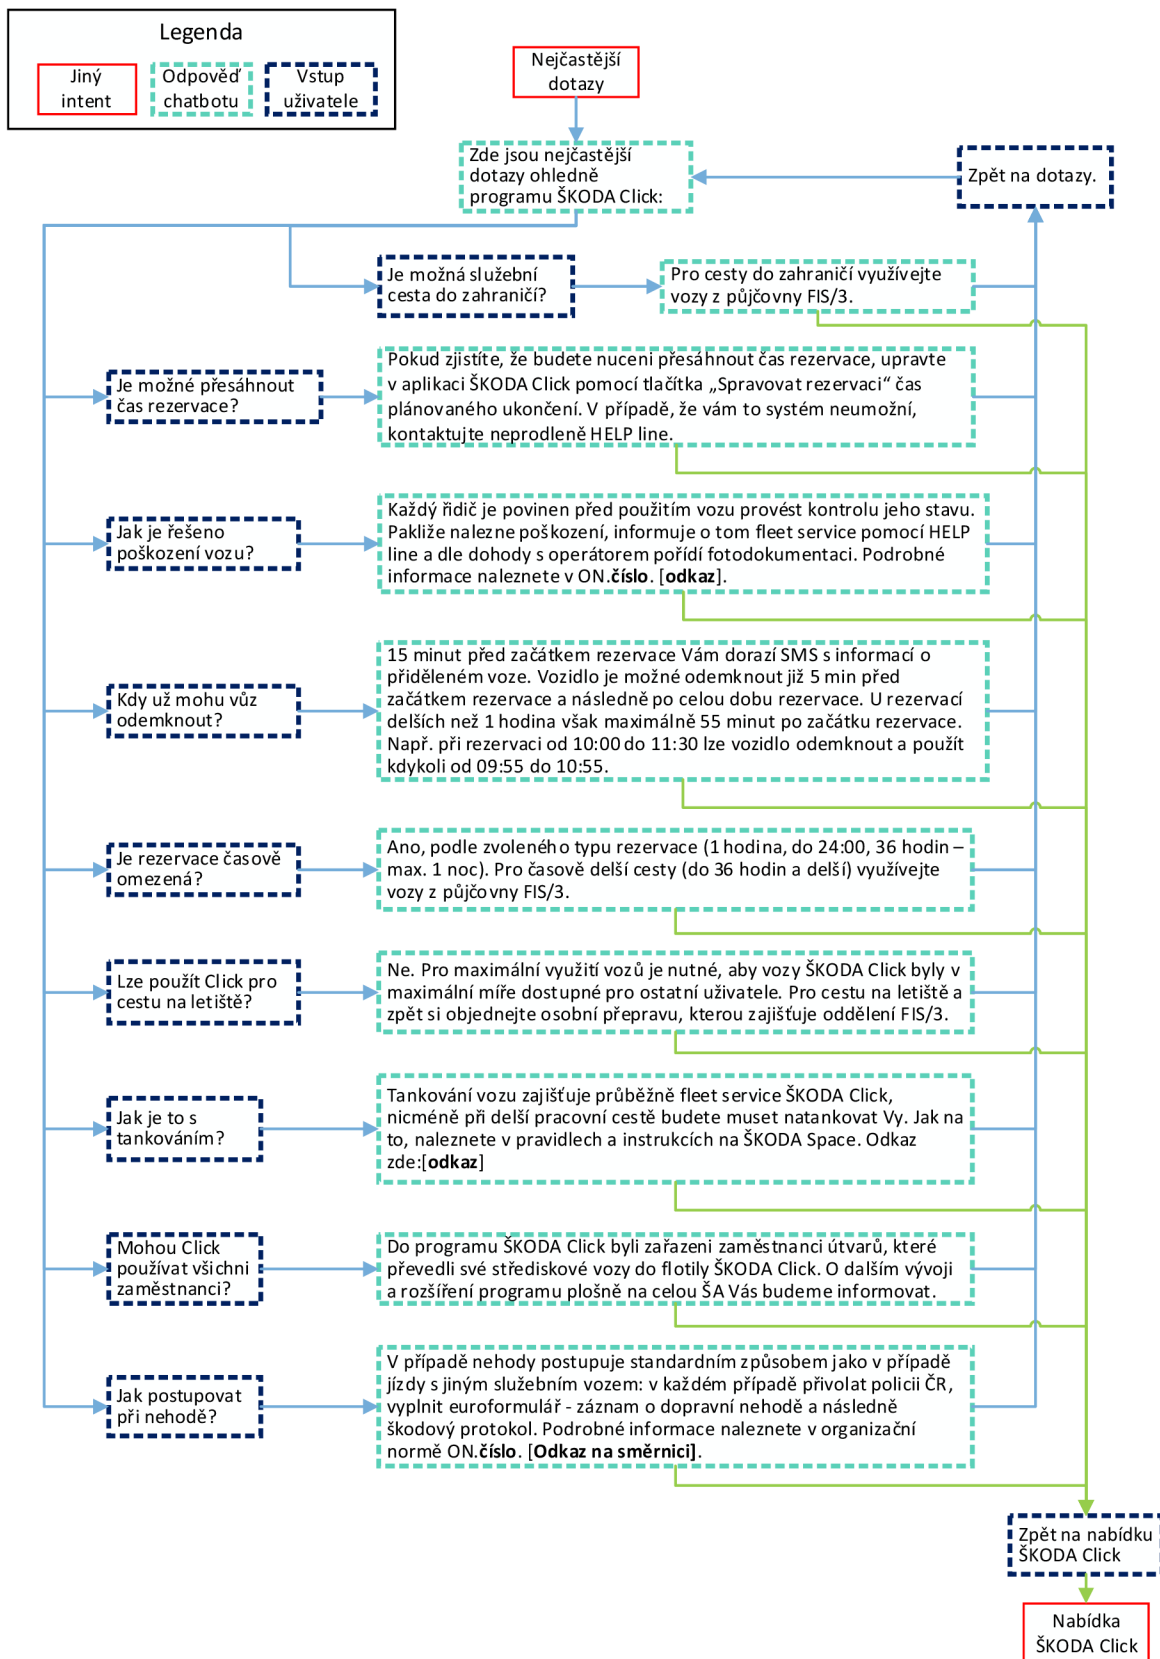 Legenda
Jiný
intent
Odpověď
chatbotu
Vstup
uživatele
Nejčastější
dotazy
Zde jsou nejčastější
dotazy ohledně
programu ŠKODA Click:
Zpět na dotazy.
Je možná služební
cesta do zahraničí?
Pro cesty do zahraničí využívejte
vozy z půjčovny FIS/3.
Je možné přesáhnout
čas rezervace?
Pokud zjistíte, že budete nuceni přesáhnout čas rezervace, upravte
v aplikaci ŠKODA Click pomocí tlačítka „Spravovat rezervaci“ čas
plánovaného ukončení. V případě, že vám to systém neumožní,
kontaktujte neprodleně HELP line.
Jak je řešeno
poškození vozu?
Každý řidič je povinen před použitím vozu provést kontrolu jeho stavu.
Pakliže nalezne poškození, informuje o tom fleet service pomocí HELP
line a dle dohody s operátorem pořídí fotodokumentaci. Podrobné
informace naleznete v ON.číslo. [odkaz].
Kdy už mohu vůz
odemknout?
15 minut před začátkem rezervace Vám dorazí SMS s informací o
přiděleném voze. Vozidlo je možné odemknout již 5 min před
začátkem rezervace a následně po celou dobu rezervace. U rezervací
delších než 1 hodina však maximálně 55 minut po začátku rezervace.
Např. při rezervaci od 10:00 do 11:30 lze vozidlo odemknout a použít
kdykoli od 09:55 do 10:55.
Je rezervace časově
omezená?
Ano, podle zvoleného typu rezervace (1 hodina, do 24:00, 36 hodin –
max. 1 noc). Pro časově delší cesty (do 36 hodin a delší) využívejte
vozy z půjčovny FIS/3.
Lze použít Click pro
cestu na letiště?
Ne. Pro maximální využití vozů je nutné, aby vozy ŠKODA Click byly v
maximální míře dostupné pro ostatní uživatele. Pro cestu na letiště a
zpět si objednejte osobní přepravu, kterou zajišťuje oddělení FIS/3.
Jak je to s
tankováním?
Tankování vozu zajišťuje průběžně fleet service ŠKODA Click,
nicméně při delší pracovní cestě budete muset natankovat Vy. Jak na
to, naleznete v pravidlech a instrukcích na ŠKODA Space. Odkaz
zde:[odkaz]
Mohou Click
používat všichni
zaměstnanci?
Do programu ŠKODA Click byli zařazeni zaměstnanci útvarů, které
převedli své střediskové vozy do flotily ŠKODA Click. O dalším vývoji
a rozšíření programu plošně na celou ŠA Vás budeme informovat.
Jak postupovat
při nehodě?
V případě nehody postupuje standardním způsobem jako v případě
jízdy s jiným služebním vozem: v každém případě přivolat policii ČR,
vyplnit euroformulář - záznam o dopravní nehodě a následně
škodový protokol. Podrobné informace naleznete v organizační
normě ON.číslo. [Odkaz na směrnici].
Zpět na nabídku
ŠKODA Click
Nabídka
ŠKODA Click